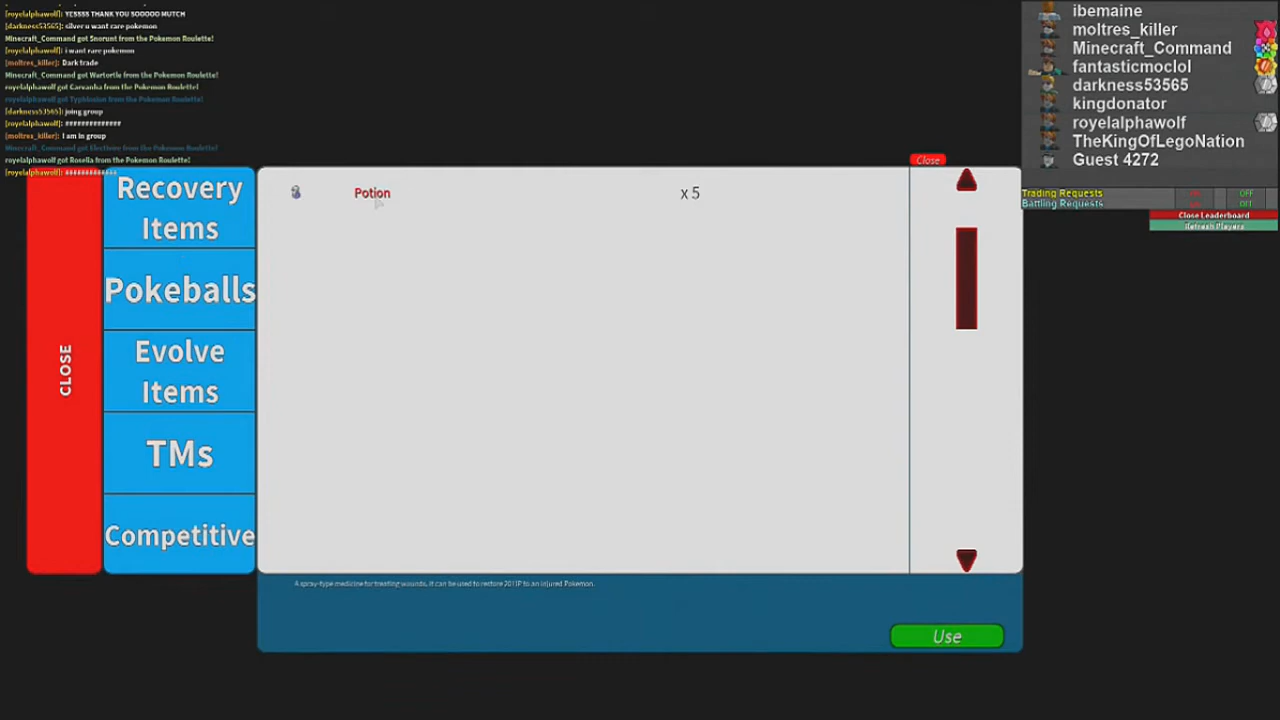 [royelalphawolf]: YESSSS THANK YOU SOOOOO MUTCH
[darkness53565]: silver u want rare pokemon
Minecraft_Command got Snorunt from the Pokemon Roulette!
[royelalphawolf]: i want rare pokemon
[moltres_killer]: Dark trade
Minecraft_Command got Wartortle from the Pokemon Roulette!
royelalphawolf got Carvanha from the Pokemon Roulette!
royelalphawolf got Typhlosion from the Pokemon Roulette!
[darkness53565]: joing group
[royelalphawolf]: #############
[moltres_killer]: I am in group
Minecraft_Command got Electivire from the Pokemon Roulette!
royelalphawolf got Roselia from the Pokemon Roulette!
[royelalphawolf]: ############
ibemaine
moltres_killer
Minecraft_Command
fantasticmoclol
darkness53565
kingdonator
royelalphawolf
TheKingOfLegoNation
Guest 4272
Trading Requests OFF
Battling Requests OFF
Close Leaderboard
Refresh Players
Close
CLOSE
Recovery
Items
Pokeballs
Evolve
Items
TMs
Competitive
Potion x 5
A spray-type medicine for treating wounds, it can be used to restore 20HP to an injured Pokemon.
Use